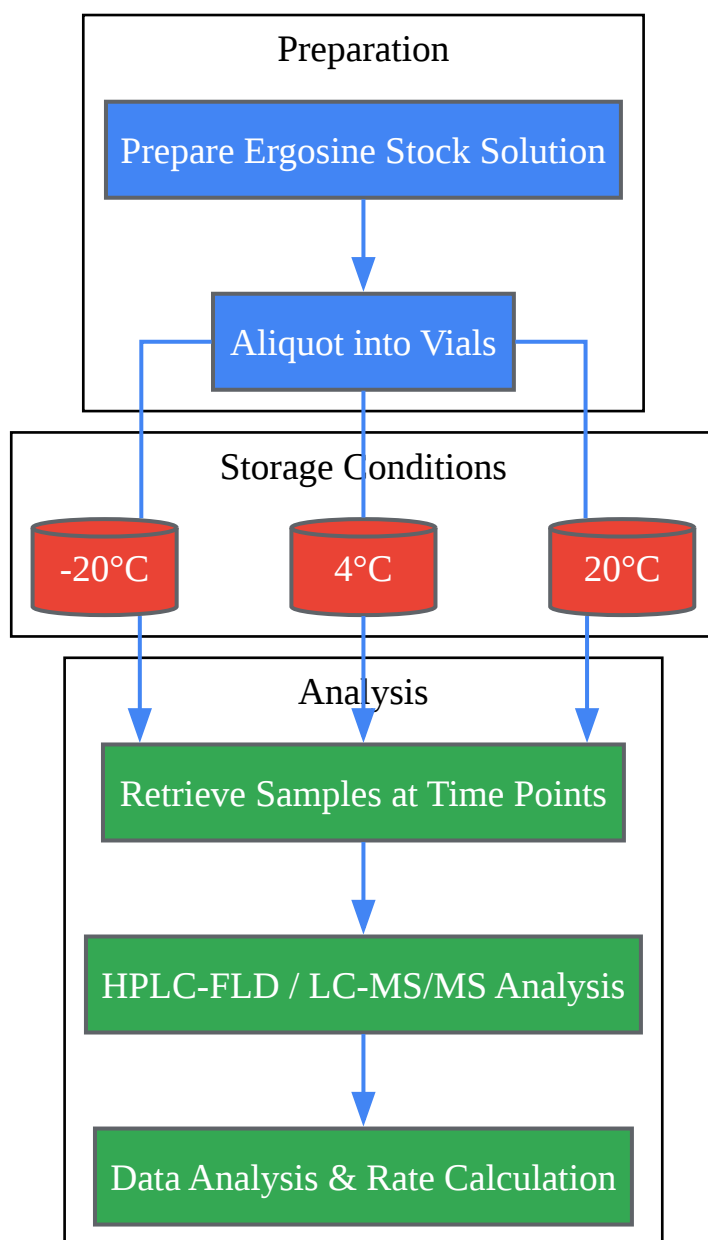 Preparation
Prepare Ergosine Stock Solution
Aliquot into Vials
Storage Conditions
-20°C
4°C
20°C
Analysis
Retrieve Samples at Time Points
HPLC-FLD / LC-MS/MS Analysis
Data Analysis & Rate Calculation